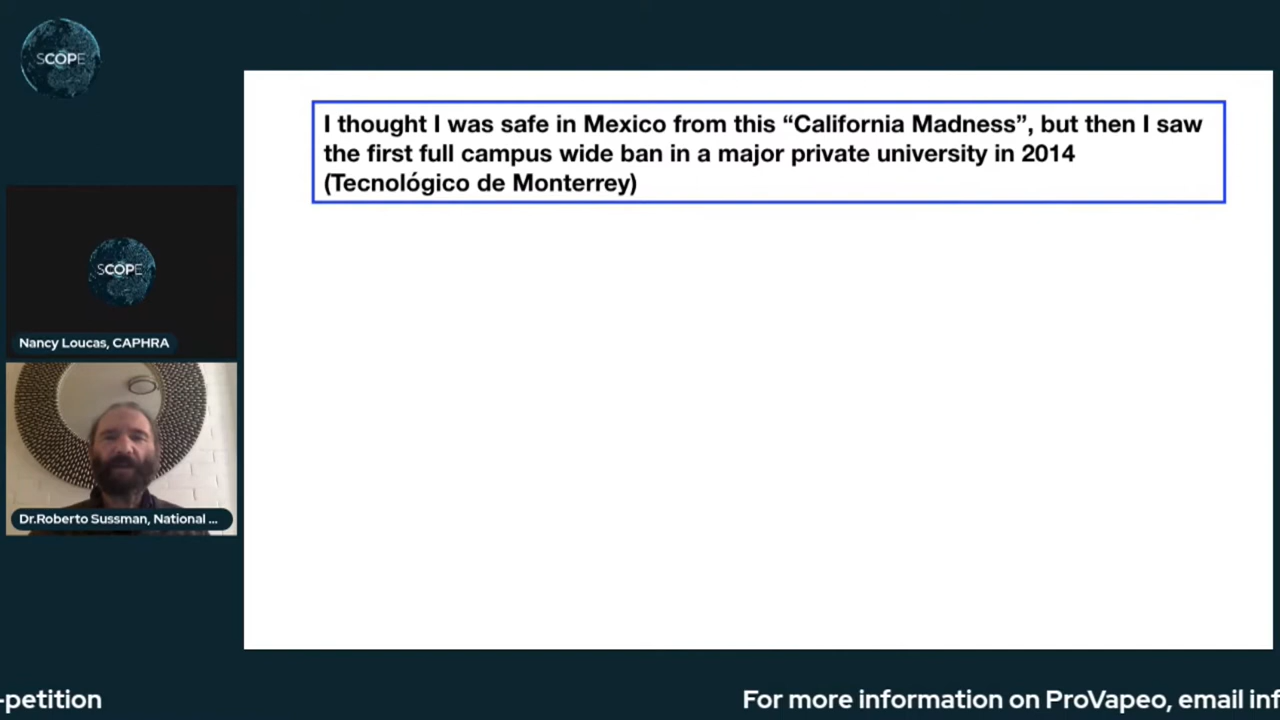 SCOPE
I thought I was safe in Mexico from this “California Madness”, but then I saw
the first full campus wide ban in a major private university in 2014
(Tecnológico de Monterrey)
SCOPE
Nancy Loucas, CAPHRA
Dr.Roberto Sussman, National ...
-petition
For more information on ProVapeo, email inf